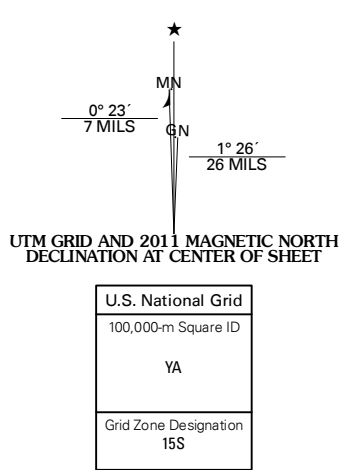 ★
MN
0° 23´
7 MILS
GN
1° 26´
26 MILS
UTM GRID AND 2011 MAGNETIC NORTH
DECLINATION AT CENTER OF SHEET
U.S. National Grid
100,000-m Square ID
YA
Grid Zone Designation
15S